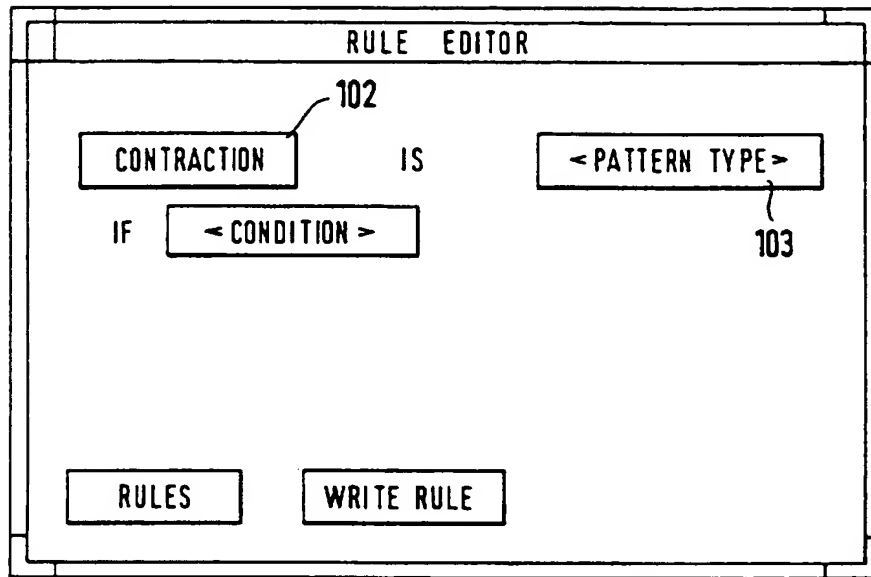 RULE EDITOR
102
CONTRACTION IS <PATTERN TYPE>
IF <CONDITION>
103
RULES WRITE RULE